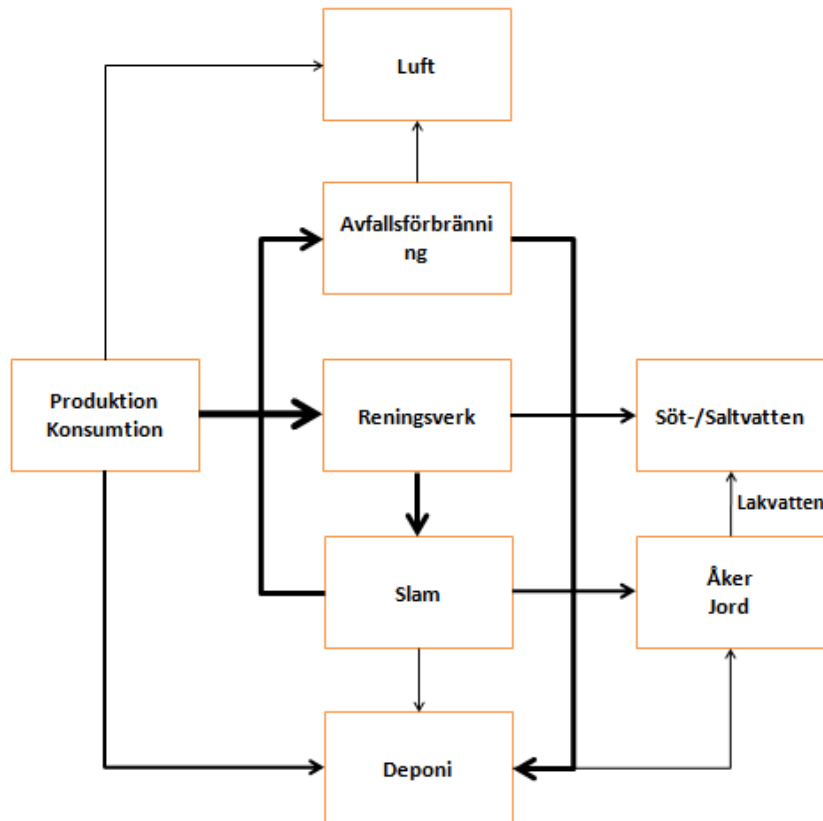 Luft
Avfallsförbränni
ng
Produktion
Konsumtion
Reningsverk
Söt-/Saltvatten
Lakvatten
Slam
Åker
Jord
Deponi